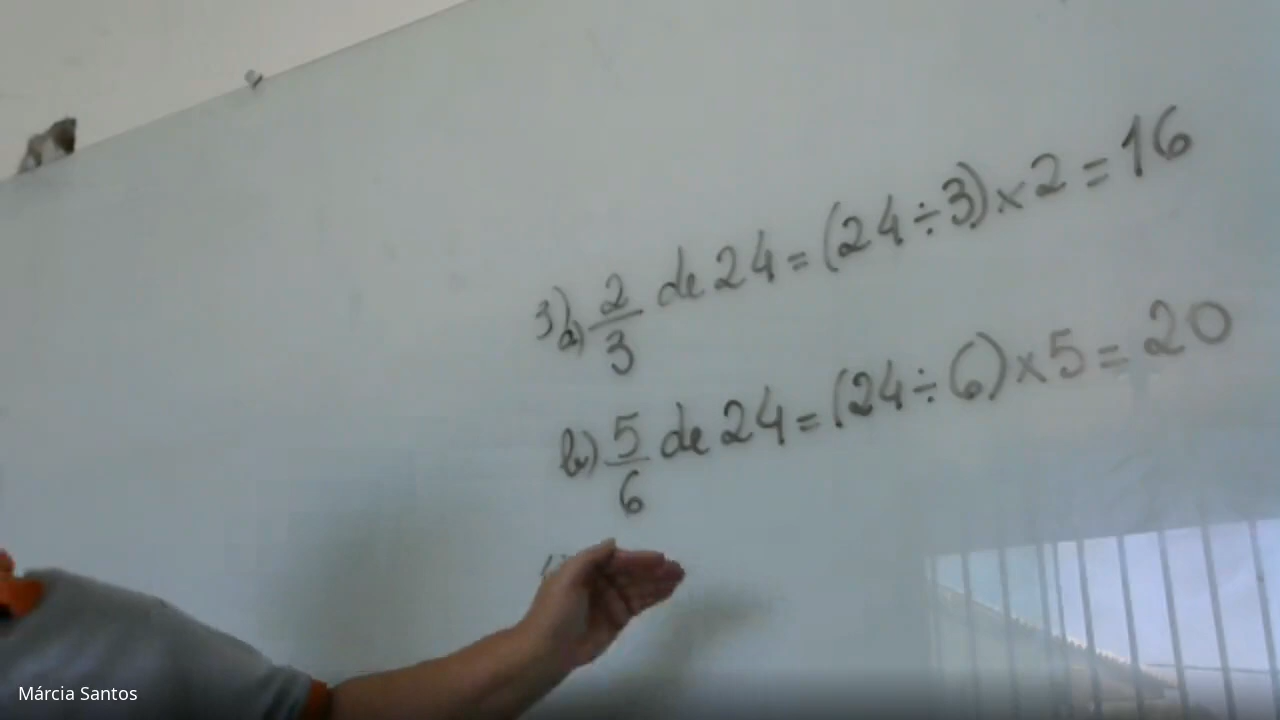 3) a) 2/3 de 24 = (24 ÷ 3) x 2 = 16
b) 5/6 de 24 = (24 ÷ 6) x 5 = 20
Márcia Santos